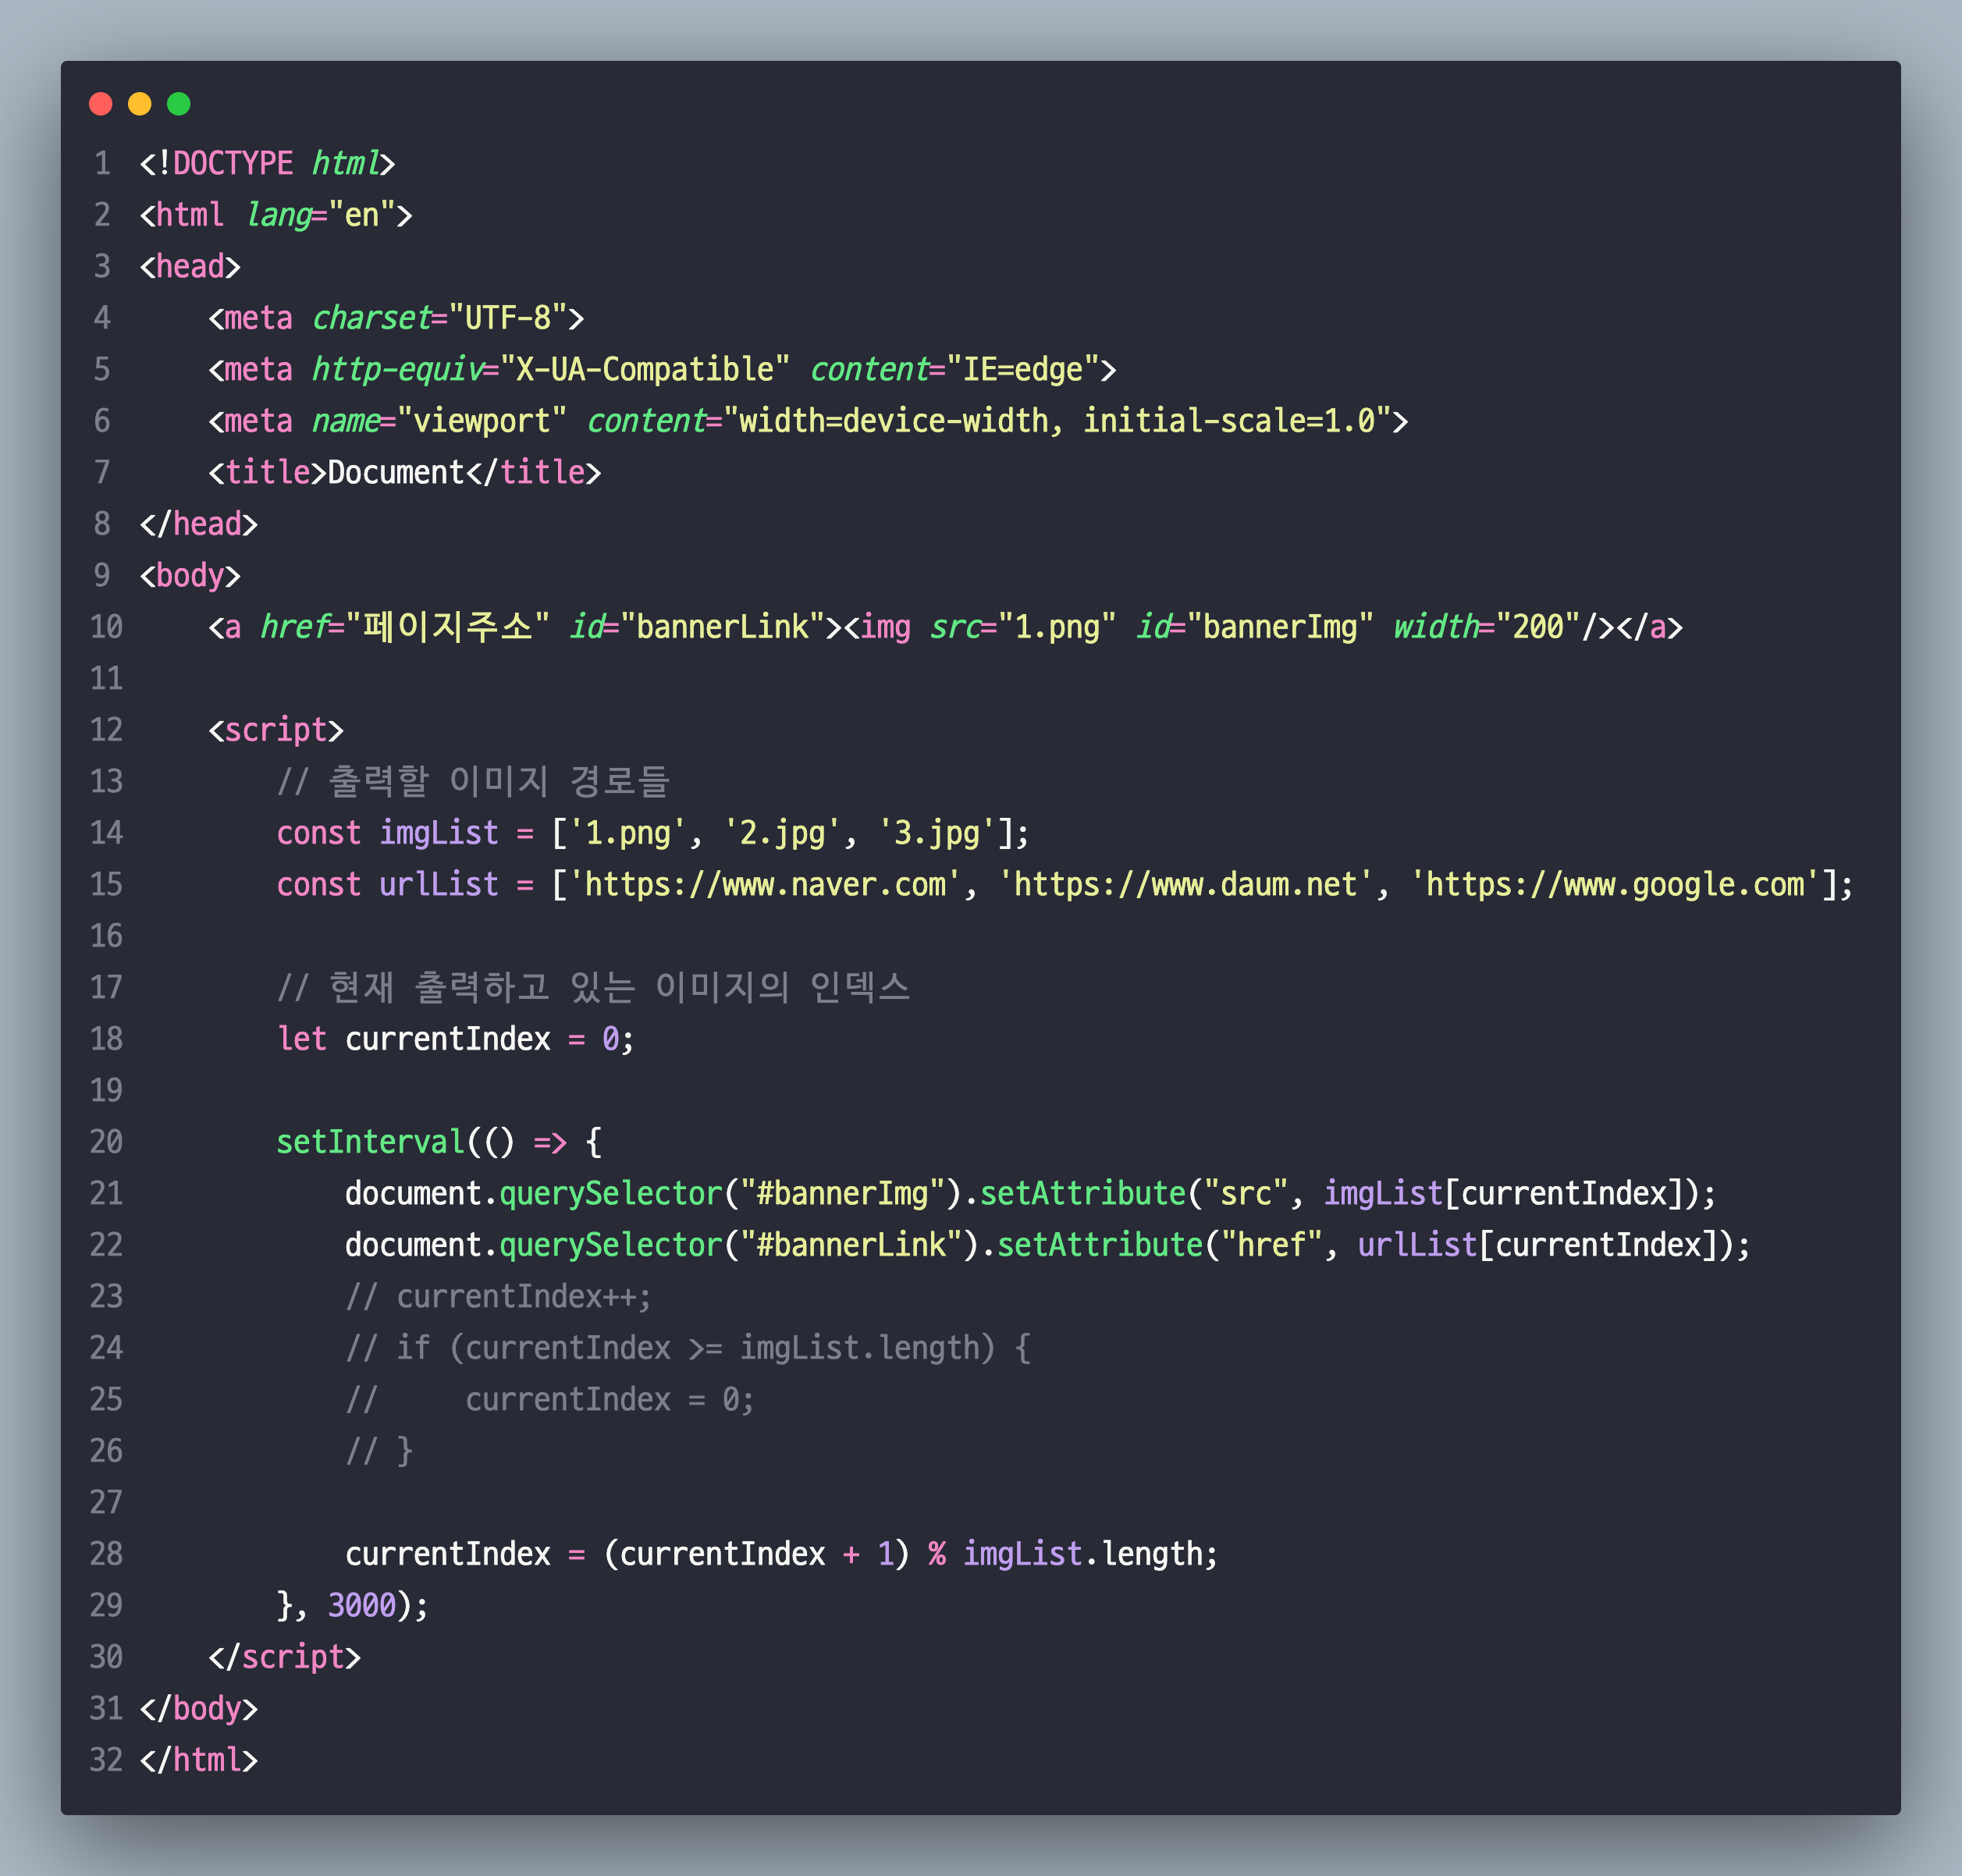 1 <!DOCTYPE html>
2 <html lang="en">
3 <head>
4     <meta charset="UTF-8">
5     <meta http-equiv="X-UA-Compatible" content="IE=edge">
6     <meta name="viewport" content="width=device-width, initial-scale=1.0">
7     <title>Document</title>
8 </head>
9 <body>
10     <a href="페이지주소" id="bannerLink"><img src="1.png" id="bannerImg" width="200"/></a>
11
12     <script>
13         // 출력할 이미지 경로들
14         const imgList = ['1.png', '2.jpg', '3.jpg'];
15         const urlList = ['https://www.naver.com', 'https://www.daum.net', 'https://www.google.com'];
16
17         // 현재 출력하고 있는 이미지의 인덱스
18         let currentIndex = 0;
19
20         setInterval(() => {
21             document.querySelector("#bannerImg").setAttribute("src", imgList[currentIndex]);
22             document.querySelector("#bannerLink").setAttribute("href", urlList[currentIndex]);
23             // currentIndex++;
24             // if (currentIndex >= imgList.length) {
25             //     currentIndex = 0;
26             // }
27
28             currentIndex = (currentIndex + 1) % imgList.length;
29         }, 3000);
30     </script>
31 </body>
32 </html>